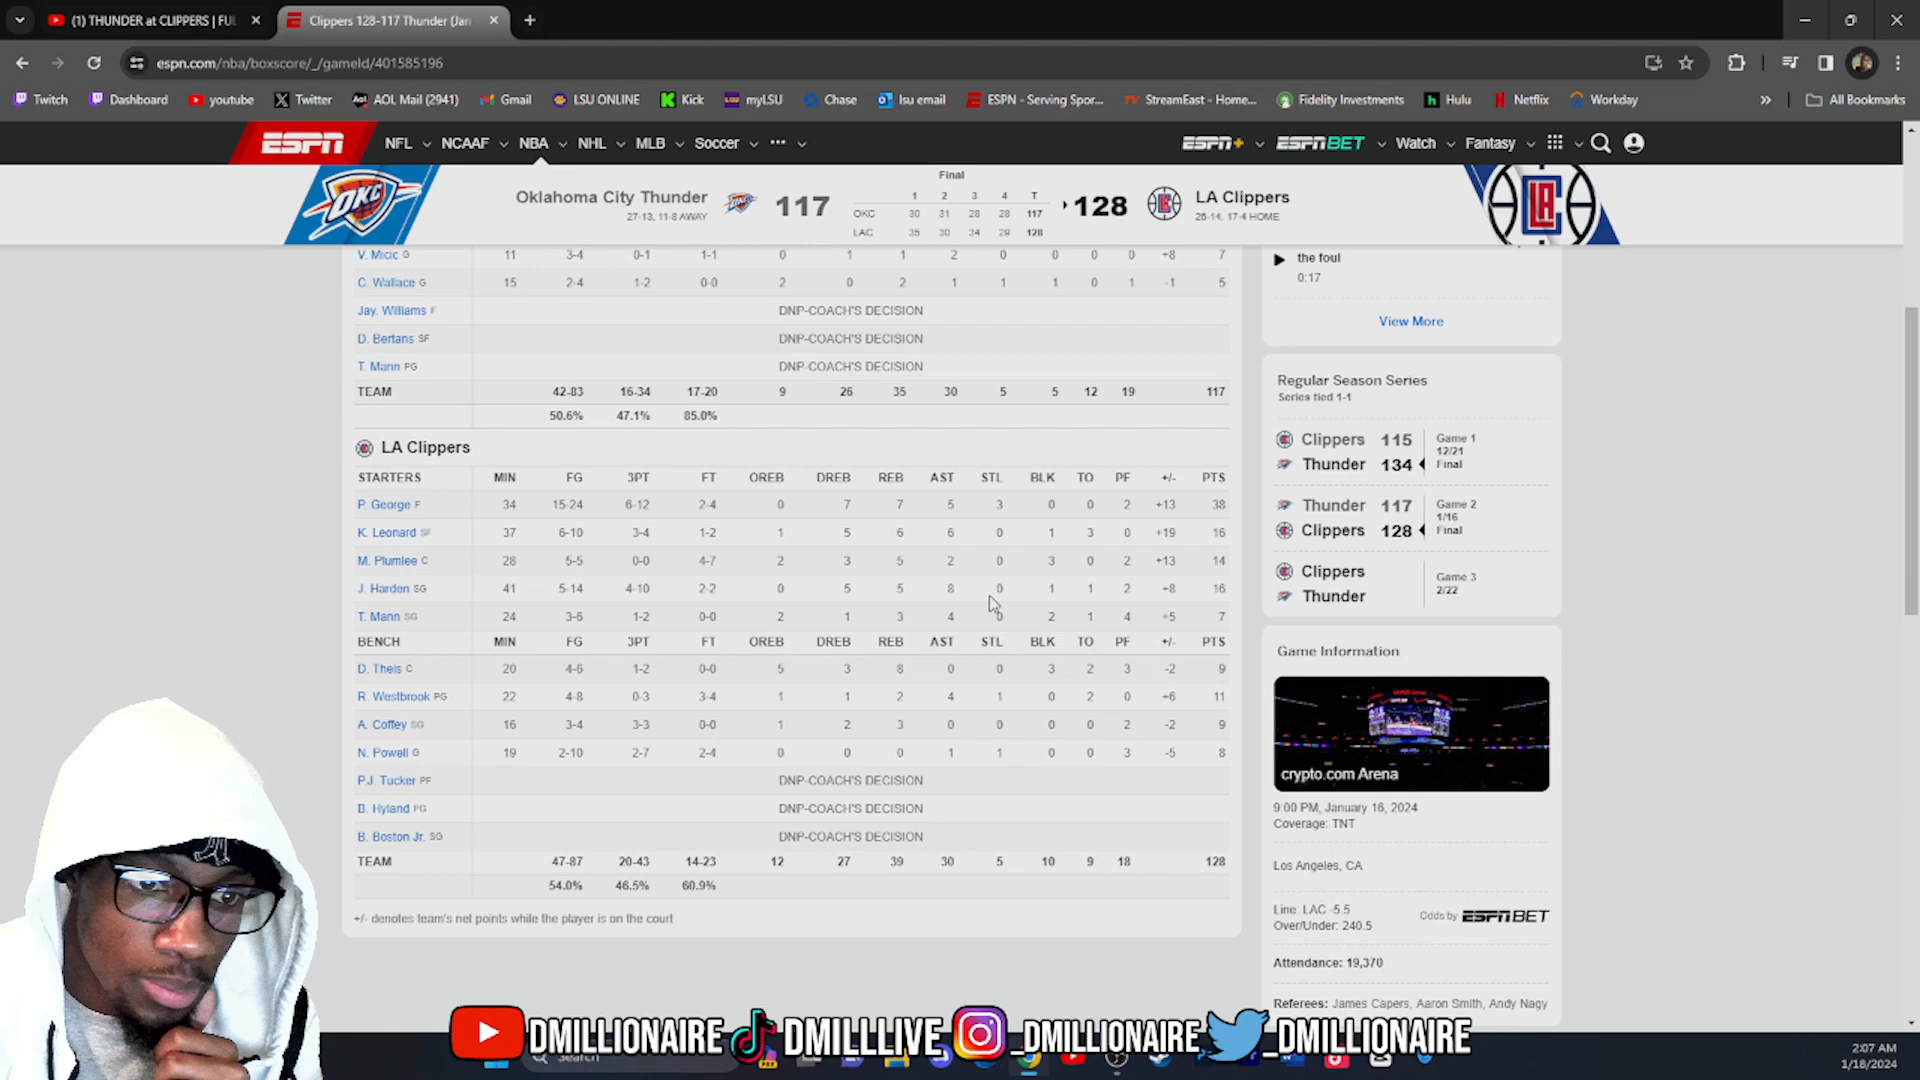 (1) THUNDER at CLIPPERS | FUL
Clippers 128-117 Thunder (Jan
espn.com/nba/boxscore/_/gameId/401585196
Twitch Dashboard youtube Twitter AOL Mail (2941) Gmail LSU ONLINE Kick myLSU Chase lsu email ESPN - Serving Spor... StreamEast - Home... Fidelity Investments Hulu Netflix Workday » All Bookmarks
ESPN NFL NCAAF NBA NHL MLB Soccer ... ESPN+ ESPN BET Watch Fantasy
Final
Oklahoma City Thunder 117 128 LA Clippers
27-13, 11-8 AWAY 26-14, 17-4 HOME
1 2 3 4 T
OKC 30 31 28 28 117
LAC 35 30 34 29 128
OKC
LA
V. Micic G 11 3-4 0-1 1-1 0 1 1 2 0 0 0 0 +8 7
C. Wallace G 15 2-4 1-2 0-0 2 0 2 1 1 1 0 1 -1 5
Jay. Williams F DNP-COACH'S DECISION
D. Bertans SF DNP-COACH'S DECISION
T. Mann PG DNP-COACH'S DECISION
TEAM 42-83 16-34 17-20 9 26 35 30 5 5 12 19 117
50.6% 47.1% 85.0%
LA Clippers
STARTERS MIN FG 3PT FT OREB DREB REB AST STL BLK TO PF +/- PTS
P. George F 34 15-24 6-12 2-4 0 7 7 5 3 0 0 2 +13 38
K. Leonard SF 37 6-10 3-4 1-2 1 5 6 6 0 1 3 0 +19 16
M. Plumlee C 28 5-5 0-0 4-7 2 3 5 2 0 3 0 2 +13 14
J. Harden SG 41 5-14 4-10 2-2 0 5 5 8 0 1 1 2 +8 16
T. Mann SG 24 3-6 1-2 0-0 2 1 3 4 0 2 1 4 +5 7
BENCH MIN FG 3PT FT OREB DREB REB AST STL BLK TO PF +/- PTS
D. Theis C 20 4-6 1-2 0-0 5 3 8 0 0 3 2 3 -2 9
R. Westbrook PG 22 4-8 0-3 3-4 1 1 2 4 1 0 2 0 +6 11
A. Coffey SG 16 3-4 3-3 0-0 1 2 3 0 0 0 0 2 -2 9
N. Powell G 19 2-10 2-7 2-4 0 0 0 1 1 0 0 3 -5 8
P.J. Tucker PF DNP-COACH'S DECISION
B. Hyland PG DNP-COACH'S DECISION
B. Boston Jr. SG DNP-COACH'S DECISION
TEAM 47-87 20-43 14-23 12 27 39 30 5 10 9 18 128
54.0% 46.5% 60.9%
+/- denotes team's net points while the player is on the court
the foul
0:17
View More
Regular Season Series
Series tied 1-1
Clippers 115 Game 1
12/21
Thunder 134 Final
Thunder 117 Game 2
1/16
Clippers 128 Final
Clippers Game 3
Thunder 2/22
Game Information
crypto.com Arena
9:00 PM, January 16, 2024
Coverage: TNT
Los Angeles, CA
Line: LAC -5.5
Odds by ESPN BET
Over/Under: 240.5
Attendance: 19,370
Referees: James Capers, Aaron Smith, Andy Nagy
DMILLIONAIRE DMILLLIVE _DMILLIONAIRE _DMILLIONAIRE
Search
2:07 AM
1/18/2024